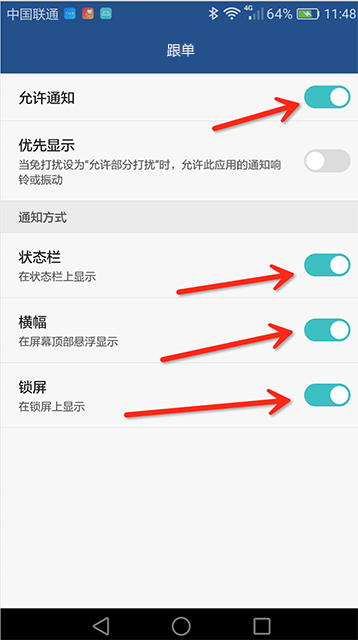 中国联通 4G 64% 11:48
跟单
允许通知
优先显示
当免打扰设为“允许部分打扰”时，允许此应用的通知响
铃或振动
通知方式
状态栏
在状态栏上显示
横幅
在屏幕顶部悬浮显示
锁屏
在锁屏上显示